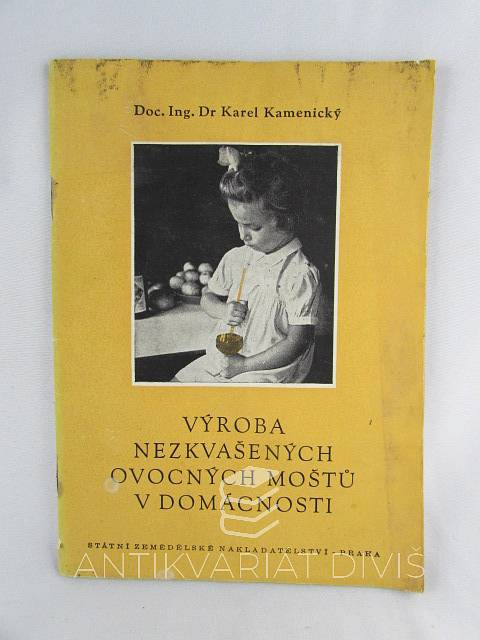 Doc. Ing. Dr Karel Kamenický
VÝROBA
NEZKVAŠENÝCH
OVOCNÝCH MOŠTŮ
V DOMÁCNOSTI
STÁTNÍ ZEMĚDĚLSKÉ NAKLADATELSTVÍ - PRAHA
ANTIKVARIÁT DIVIŠ